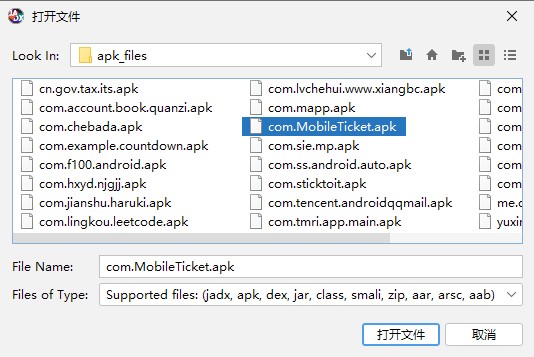 打开文件
Look In: apk_files
cn.gov.tax.its.apk
com.account.book.quanzi.apk
com.chebada.apk
com.example.countdown.apk
com.f100.android.apk
com.hxyd.njgjj.apk
com.jianshu.haruki.apk
com.lingkou.leetcode.apk
com.lvchehui.www.xiangbc.apk
com.mapp.apk
com.MobileTicket.apk
com.sie.mp.apk
com.ss.android.auto.apk
com.sticktoit.apk
com.tencent.androidqqmail.apk
com.tmri.app.main.apk
com
com
com
com
com
com
me.c
yuxin
File Name: com.MobileTicket.apk
Files of Type: Supported files: (jadx, apk, dex, jar, class, smali, zip, aar, arsc, aab)
打开文件 取消